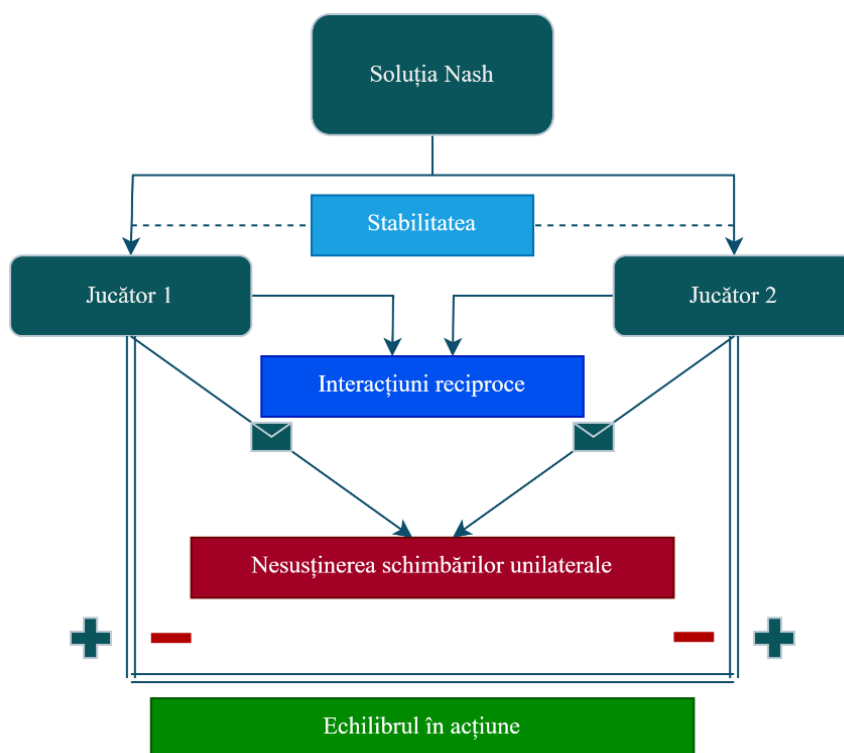 Soluția Nash
Stabilitatea
Jucător 1
Jucător 2
Interacțiuni reciproce
Nesusținerea schimbărilor unilaterale
Echilibrul în acțiune